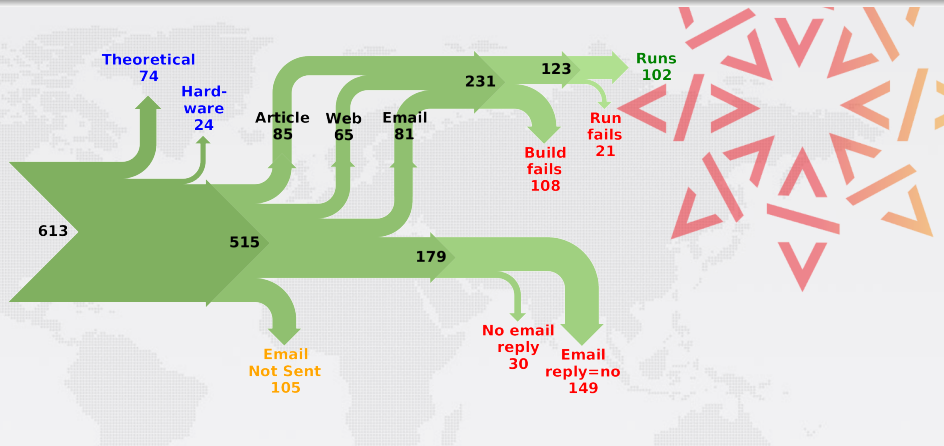 Theoretical
74
Hard-
ware
24
Article
85
Web
65
Email
81
231
123
Runs
102
Run
fails
21
Build
fails
108
613
515
179
No email
reply
30
Email
reply=no
149
Email
Not Sent
105